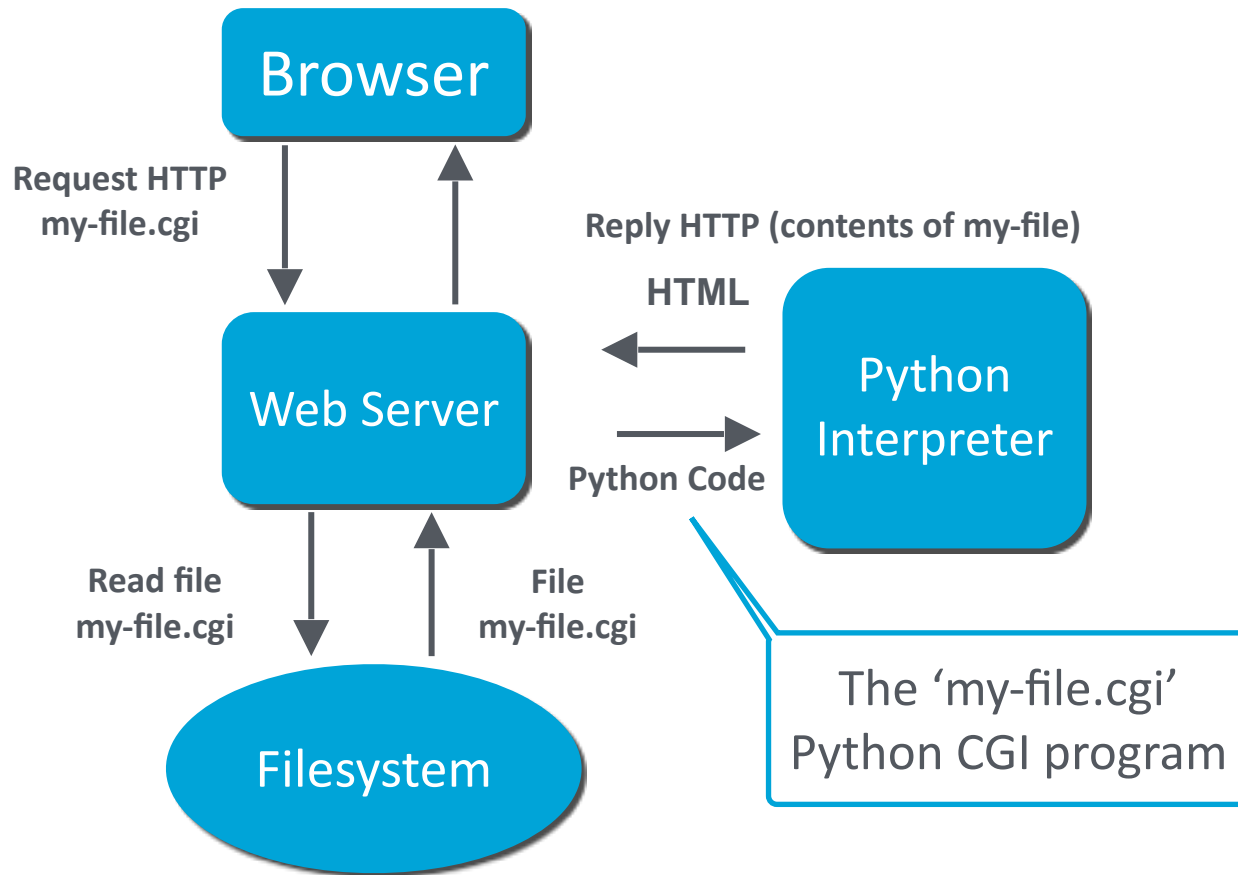 Browser
Request HTTP
my-file.cgi
Reply HTTP (contents of my-file)
HTML
Web Server
Python
Interpreter
Python Code
Read file
my-file.cgi
File
my-file.cgi
Filesystem
The ‘my-file.cgi’
Python CGI program